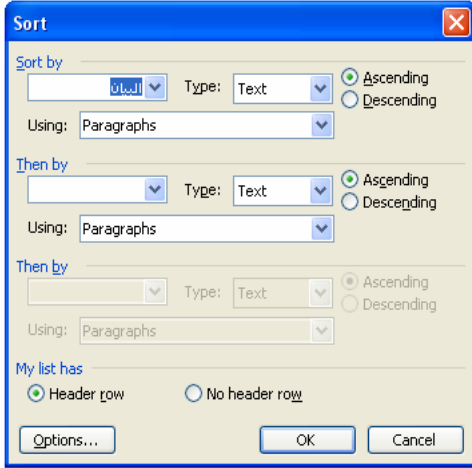 Sort
Sort by
البيان Type: Text Ascending
Descending
Using: Paragraphs
Then by
Type: Text Ascending
Descending
Using: Paragraphs
Then by
Type: Text Ascending
Descending
Using: Paragraphs
My list has
Header row No header row
Options... OK Cancel